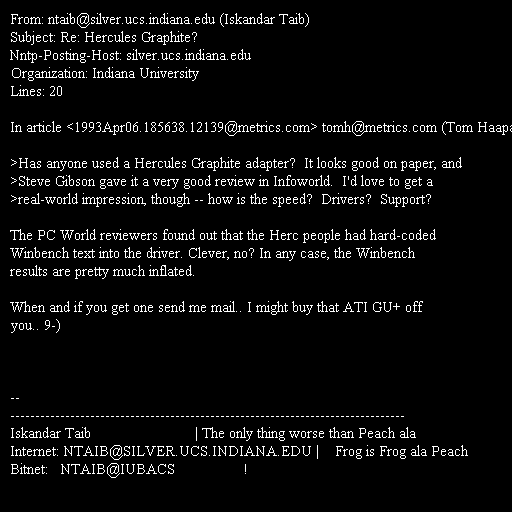 From: ntaib@silver.ucs.indiana.edu (Iskandar Taib)
Subject: Re: Hercules Graphite?
Nntp-Posting-Host: silver.ucs.indiana.edu
Organization: Indiana University
Lines: 20

In article <1993Apr06.185638.12139@metrics.com> tomh@metrics.com (Tom Haapa

>Has anyone used a Hercules Graphite adapter?  It looks good on paper, and
>Steve Gibson gave it a very good review in Infoworld.  I'd love to get a
>real-world impression, though -- how is the speed?  Drivers?  Support?

The PC World reviewers found out that the Herc people had hard-coded
Winbench text into the driver. Clever, no? In any case, the Winbench
results are pretty much inflated.

When and if you get one send me mail.. I might buy that ATI GU+ off
you.. 9-)

--
-------------------------------------------------------------------------------
Iskandar Taib                          | The only thing worse than Peach ala
Internet: NTAIB@SILVER.UCS.INDIANA.EDU |    Frog is Frog ala Peach
Bitnet:   NTAIB@IUBACS                 !